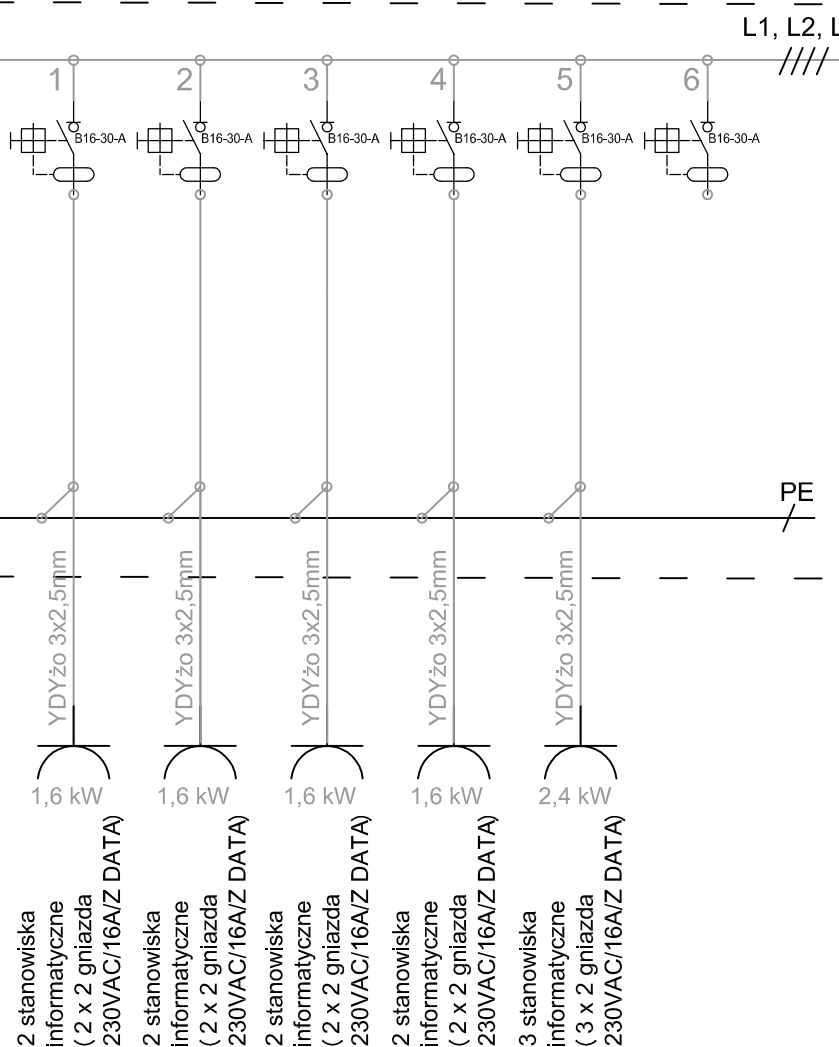 L1, L2, L
1
2
3
4
5
6
B16-30-A
B16-30-A
B16-30-A
B16-30-A
B16-30-A
B16-30-A
PE
YDYżo 3x2,5mm
YDYżo 3x2,5mm
YDYżo 3x2,5mm
YDYżo 3x2,5mm
YDYżo 3x2,5mm
1,6 kW
1,6 kW
1,6 kW
1,6 kW
2,4 kW
2 stanowiska
informatyczne
( 2 x 2 gniazda
230VAC/16A/Z DATA)
2 stanowiska
informatyczne
( 2 x 2 gniazda
230VAC/16A/Z DATA)
2 stanowiska
informatyczne
( 2 x 2 gniazda
230VAC/16A/Z DATA)
2 stanowiska
informatyczne
( 2 x 2 gniazda
230VAC/16A/Z DATA)
3 stanowiska
informatyczne
( 3 x 2 gniazda
230VAC/16A/Z DATA)